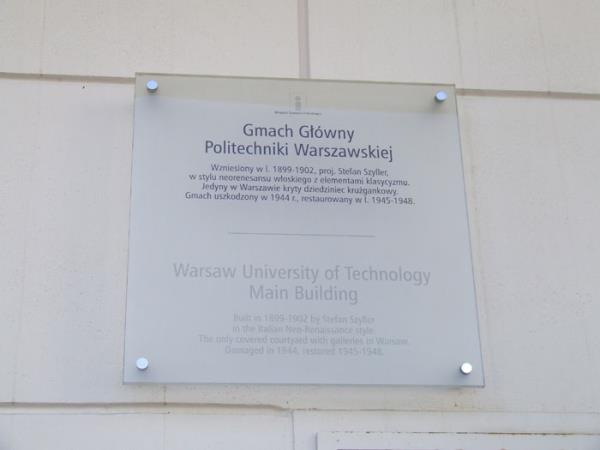 Gmach Główny
Politechniki Warszawskiej
Wzniesiony w l. 1899-1902, proj. Stefan Szyller,
w stylu neorenesansu włoskiego z elementami klasycyzmu.
Jedyny w Warszawie kryty dziedziniec krużgankowy.
Gmach uszkodzony w 1944 r., restaurowany w l. 1945-1948.
Warsaw University of Technology
Main Building
Built in 1899-1902 by Stefan Szyller
in the Italian Neo-Renaissance style.
The only covered courtyard with galleries in Warsaw.
Damaged in 1944, restored 1945-1948.